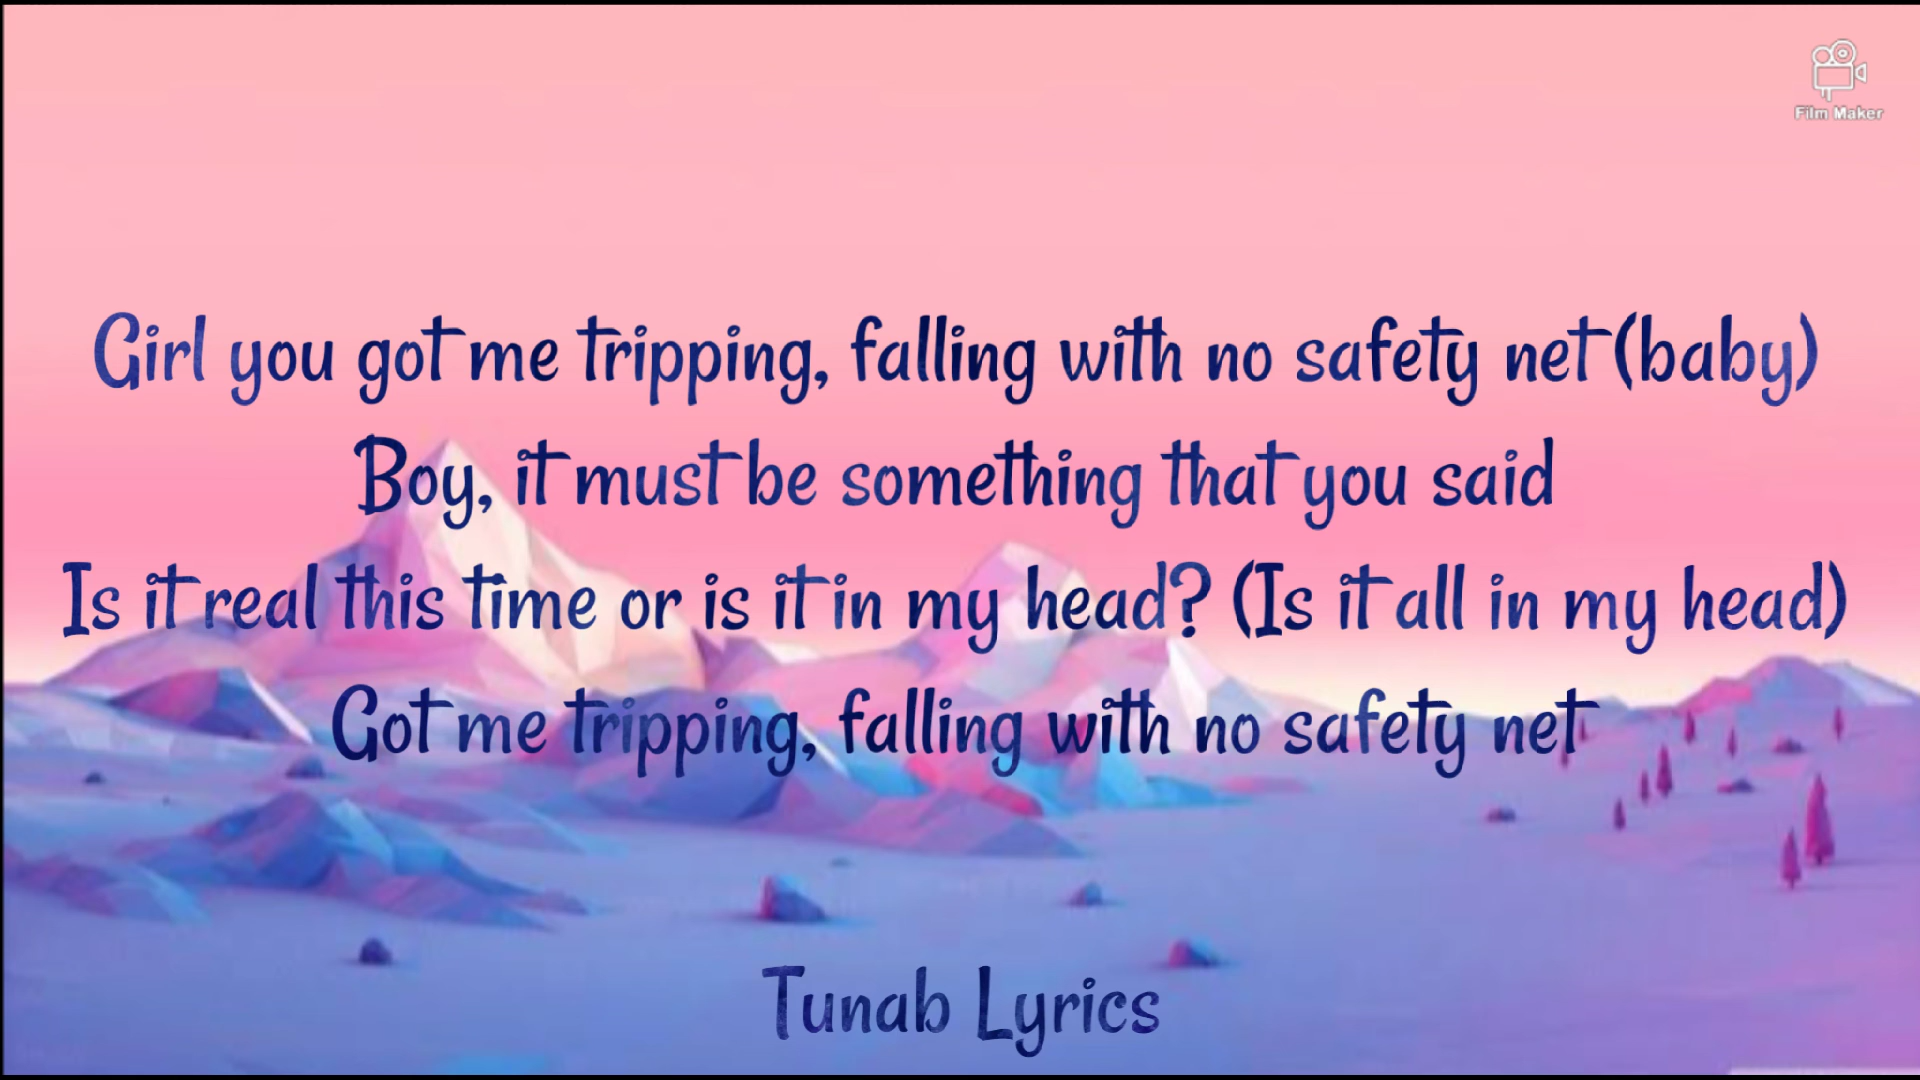 Film Maker
Girl you got me tripping, falling with no safety net (baby)
Boy, it must be something that you said
Is it real this time or is it in my head? (Is it all in my head)
Got me tripping, falling with no safety net
Tunab Lyrics